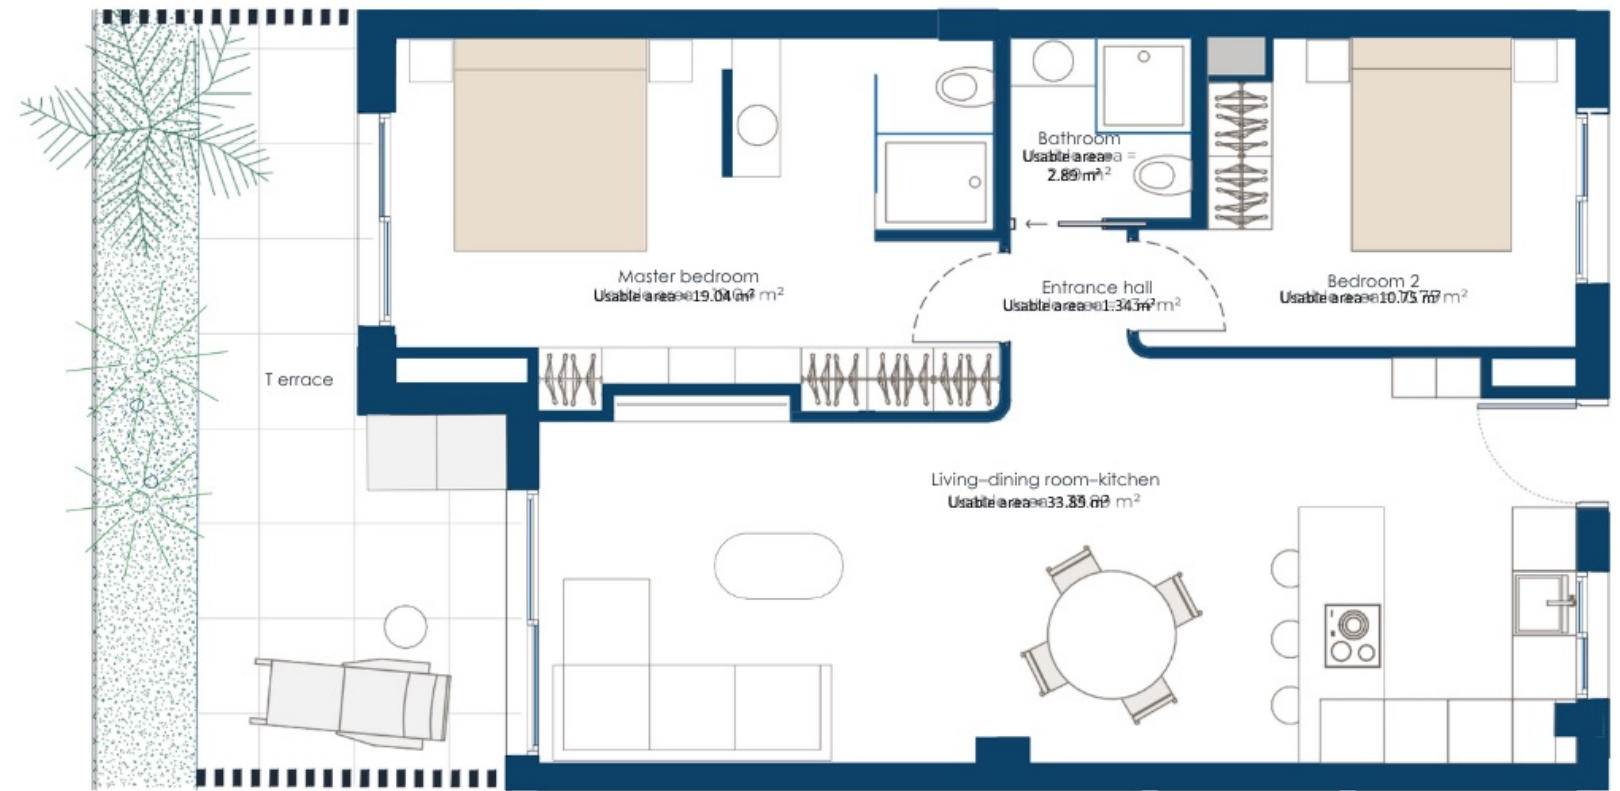 Bathroom
Usable area=
2.89 m²
Master bedroom
Usable area = 19.04 m²
Entrance hall
Usable area = 1.34 m²
Bedroom 2
Usable area = 10.75 m²
T errace
Living–dining room–kitchen
Usable area = 33.89 m²